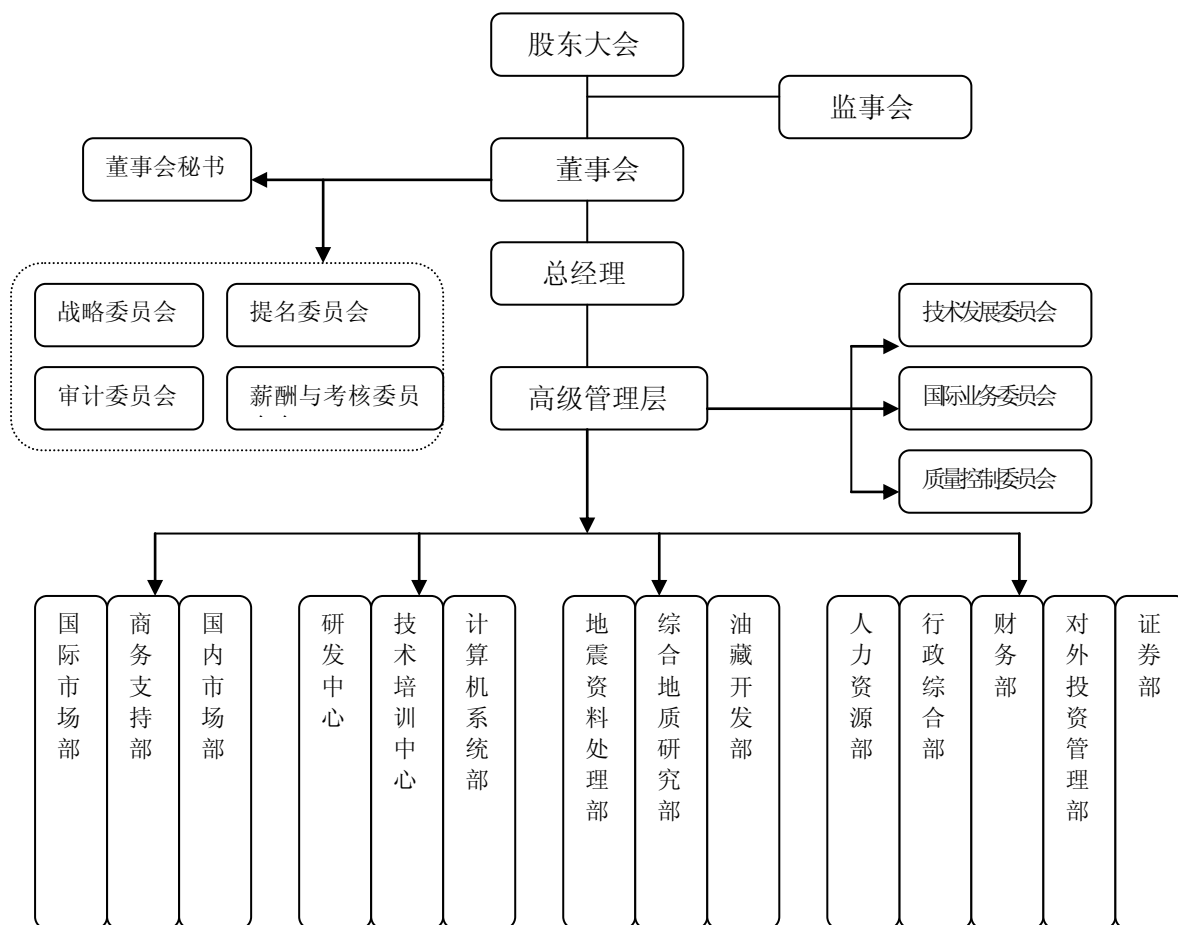 股东大会
监事会
董事会秘书
董事会
总经理
战略委员会
提名委员会
技术发展委员会
审计委员会
薪酬与考核委员
高级管理层
国际业务委员会
质量控制委员会
国际市场部
商务支持部
国内市场部
研发中心
技术培训中心
计算机系统部
地震资料处理部
综合地质研究部
油藏开发部
人力资源部
行政综合部
财务部
对外投资管理部
证券部